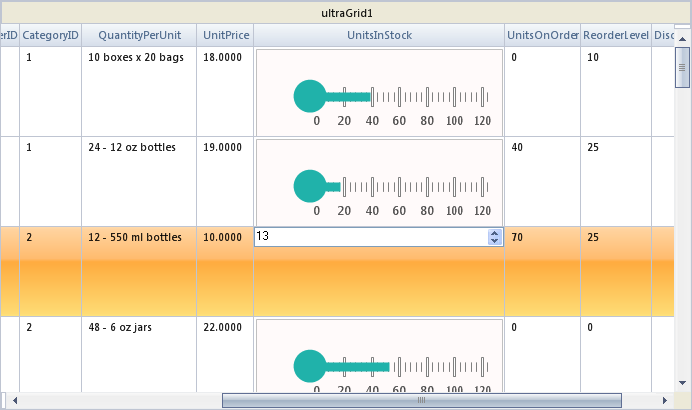 ultraGrid1
erID CategoryID QuantityPerUnit UnitPrice UnitsInStock UnitsOnOrder ReorderLevel Disc
1 10 boxes x 20 bags 18.0000 0 10
0 20 40 60 80 100 120
1 24 - 12 oz bottles 19.0000 40 25
0 20 40 60 80 100 120
2 12 - 550 ml bottles 10.0000 13 70 25
2 48 - 6 oz jars 22.0000 0 0
0 20 40 60 80 100 120